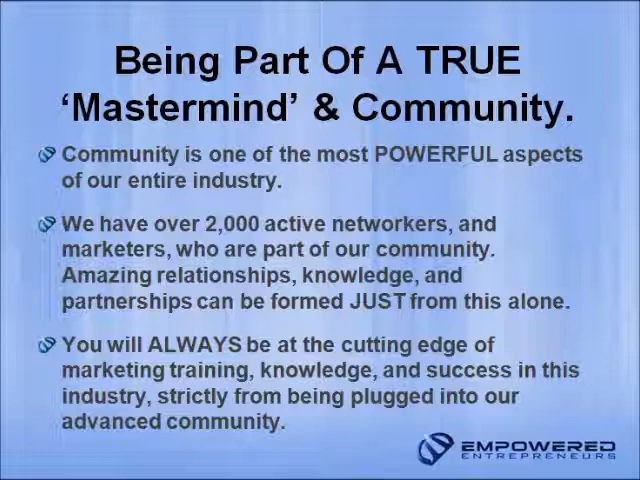 Being Part Of A TRUE
‘Mastermind’ & Community.
Community is one of the most POWERFUL aspects
of our entire industry.
We have over 2,000 active networkers, and
marketers, who are part of our community.
Amazing relationships, knowledge, and
partnerships can be formed JUST from this alone.
You will ALWAYS be at the cutting edge of
marketing training, knowledge, and success in this
industry, strictly from being plugged into our
advanced community.
EMPOWERED
ENTREPRENEURS